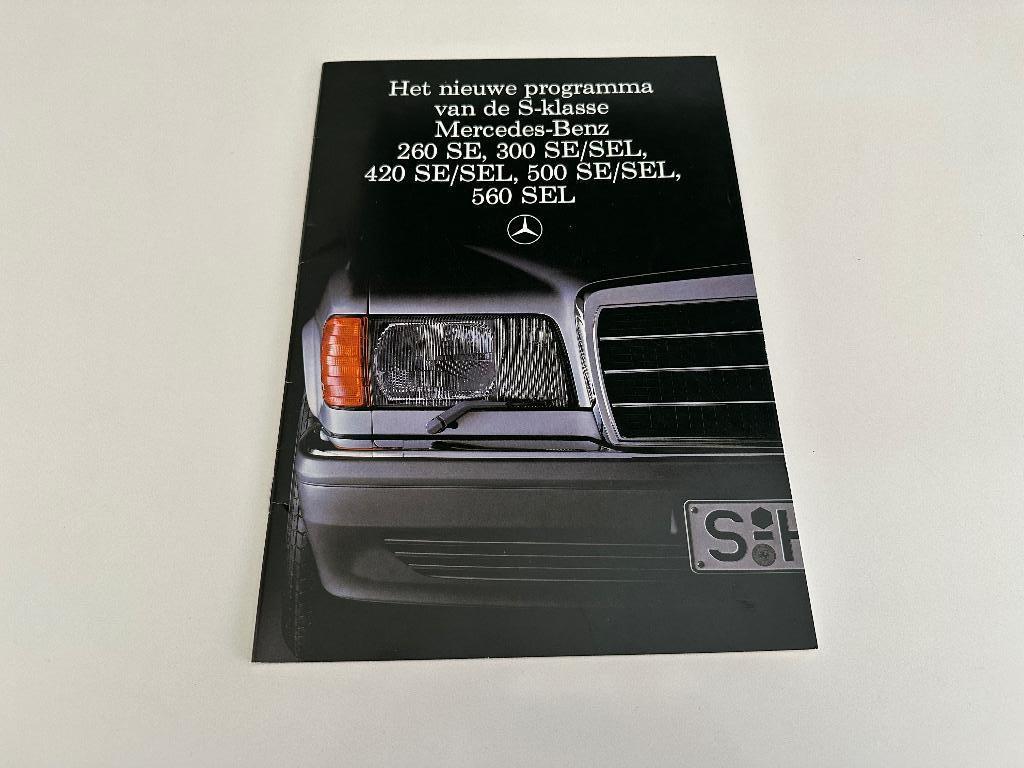 Het nieuwe programma
van de S-klasse
Mercedes-Benz
260 SE, 300 SE/SEL,
420 SE/SEL, 500 SE/SEL,
560 SEL
S-H